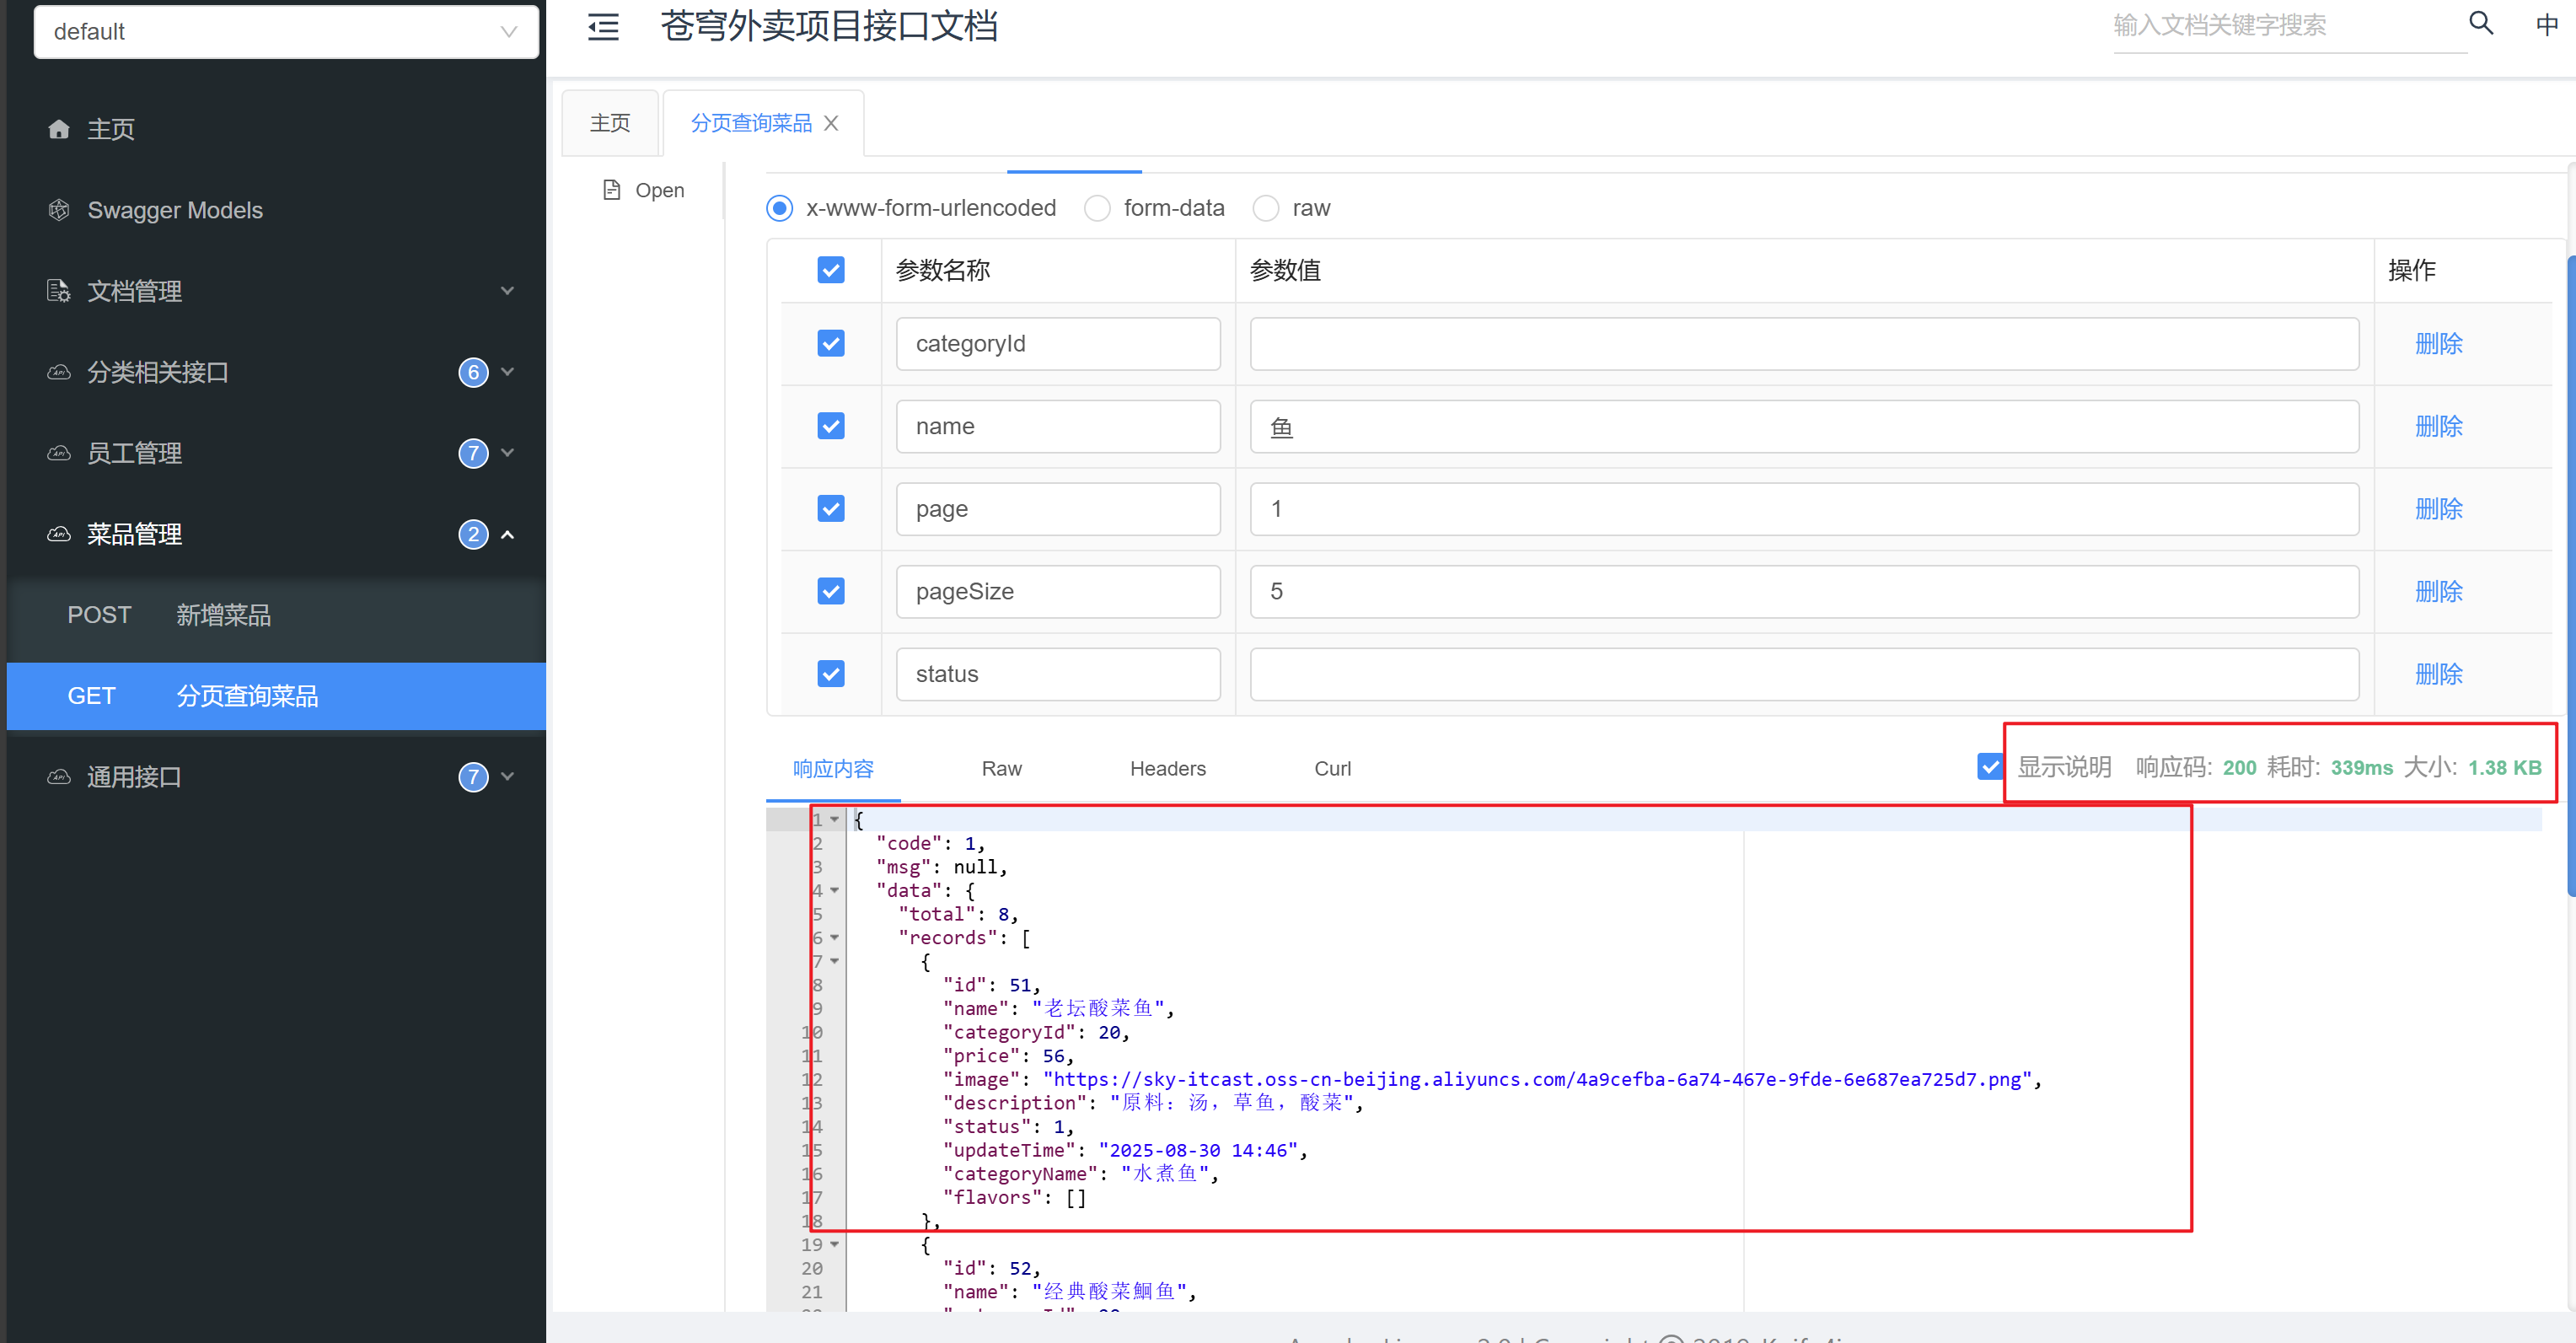 default
主页
Swagger Models
文档管理
分类相关接口 6
员工管理 7
菜品管理 2
POST 新增菜品
GET 分页查询菜品
通用接口 7
苍穹外卖项目接口文档
输入文档关键字搜索
中
主页
分页查询菜品
Open
x-www-form-urlencoded form-data raw
参数名称 参数值 操作
categoryId 删除
name 鱼 删除
page 1 删除
pageSize 5 删除
status 删除
响应内容 Raw Headers Curl 显示说明 响应码: 200 耗时: 339ms 大小: 1.38 KB
1 {
2 "code": 1,
3 "msg": null,
4 "data": {
5 "total": 8,
6 "records": [
7 {
8 "id": 51,
9 "name": "老坛酸菜鱼",
10 "categoryId": 20,
11 "price": 56,
12 "image": "https://sky-itcast.oss-cn-beijing.aliyuncs.com/4a9cefba-6a74-467e-9fde-6e687ea725d7.png",
13 "description": "原料：汤，草鱼，酸菜",
14 "status": 1,
15 "updateTime": "2025-08-30 14:46",
16 "categoryName": "水煮鱼",
17 "flavors": []
18 },
19 {
20 "id": 52,
21 "name": "经典酸菜鮰鱼",